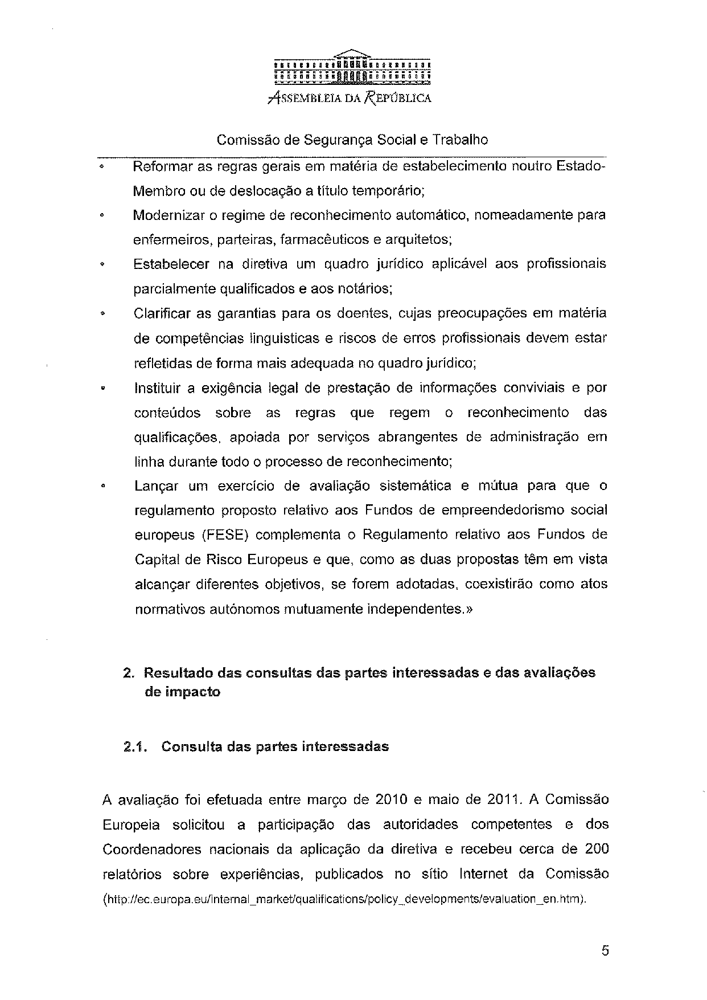 ASSEMBLEIA DA REPÚBLICA
Comissão de Segurança Social e Trabalho
• Reformar as regras gerais em matéria de estabelecimento noutro Estado-
Membro ou de deslocação a título temporário;
• Modernizar o regime de reconhecimento automático, nomeadamente para
enfermeiros, parteiras, farmacêuticos e arquitetos;
• Estabelecer na diretiva um quadro jurídico aplicável aos profissionais
parcialmente qualificados e aos notários;
• Clarificar as garantias para os doentes, cujas preocupações em matéria
de competências linguísticas e riscos de erros profissionais devem estar
refletidas de forma mais adequada no quadro jurídico;
• Instituir a exigência legal de prestação de informações conviviais e por
conteúdos sobre as regras que regem o reconhecimento das
qualificações, apoiada por serviços abrangentes de administração em
linha durante todo o processo de reconhecimento;
• Lançar um exercício de avaliação sistemática e mútua para que o
regulamento proposto relativo aos Fundos de empreendedorismo social
europeus (FESE) complementa o Regulamento relativo aos Fundos de
Capital de Risco Europeus e que, como as duas propostas têm em vista
alcançar diferentes objetivos, se forem adotadas, coexistirão como atos
normativos autónomos mutuamente independentes.»
2. Resultado das consultas das partes interessadas e das avaliações
de impacto
2.1. Consulta das partes interessadas
A avaliação foi efetuada entre março de 2010 e maio de 2011. A Comissão
Europeia solicitou a participação das autoridades competentes e dos
Coordenadores nacionais da aplicação da diretiva e recebeu cerca de 200
relatórios sobre experiências, publicados no sítio Internet da Comissão
(http://ec.europa.eu/internal_market/qualifications/policy_developments/evaluation_en.htm).
5